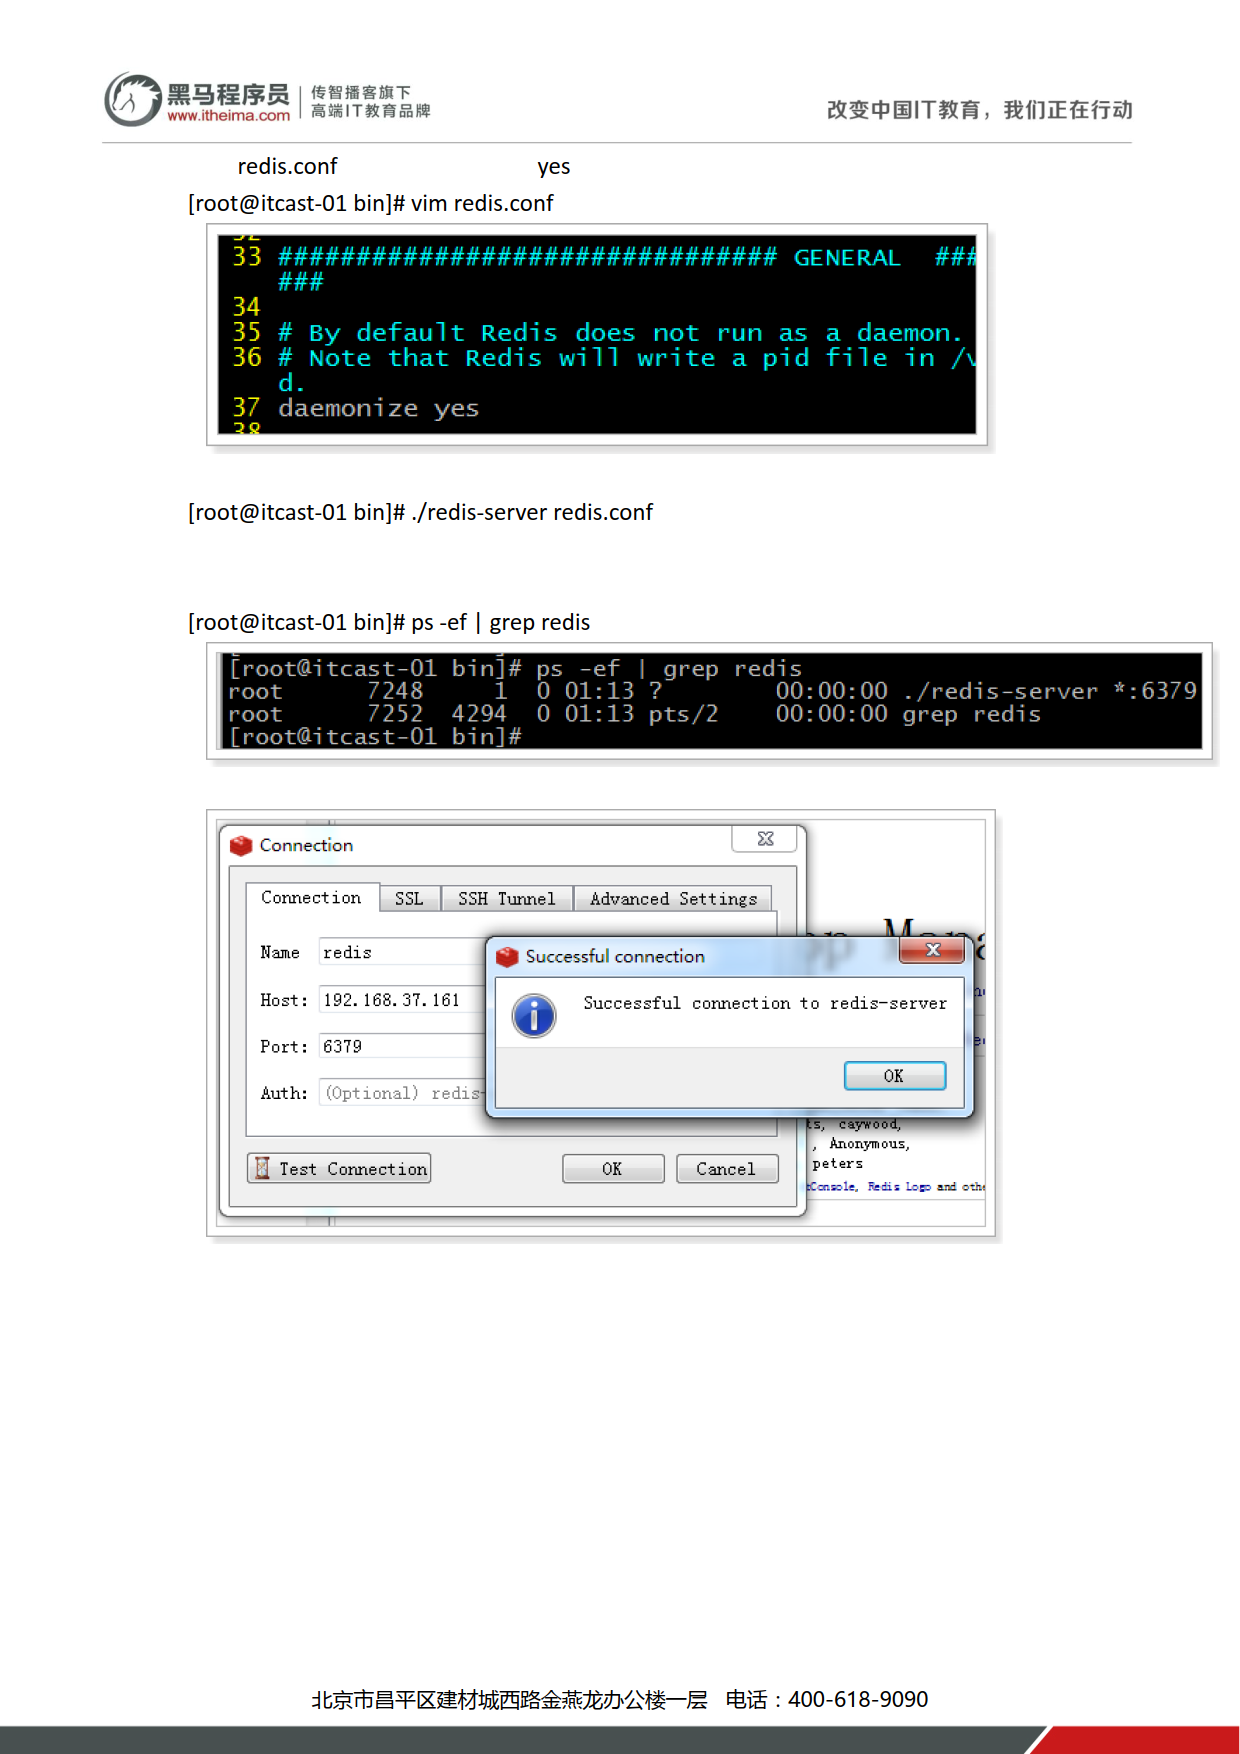 黑马程序员
www.itheima.com
传智播客旗下
高端IT教育品牌
改变中国IT教育，我们正在行动
redis.conf yes
[root@itcast-01 bin]# vim redis.conf
33 ################################ GENERAL ###
###
34
35 # By default Redis does not run as a daemon.
36 # Note that Redis will write a pid file in /v
d.
37 daemonize yes
38
[root@itcast-01 bin]# ./redis-server redis.conf
[root@itcast-01 bin]# ps -ef | grep redis
[root@itcast-01 bin]# ps -ef | grep redis
root 7248 1 0 01:13 ? 00:00:00 ./redis-server *:6379
root 7252 4294 0 01:13 pts/2 00:00:00 grep redis
[root@itcast-01 bin]#
Connection
Connection SSL SSH Tunnel Advanced Settings
Name redis
Host: 192.168.37.161
Port: 6379
Auth: (Optional) redis-
Successful connection
Successful connection to redis-server
OK
ts, caywood,
, Anonymous,
peters
Console, Redis Logo and othe
Test Connection OK Cancel
北京市昌平区建材城西路金燕龙办公楼一层 电话：400-618-9090